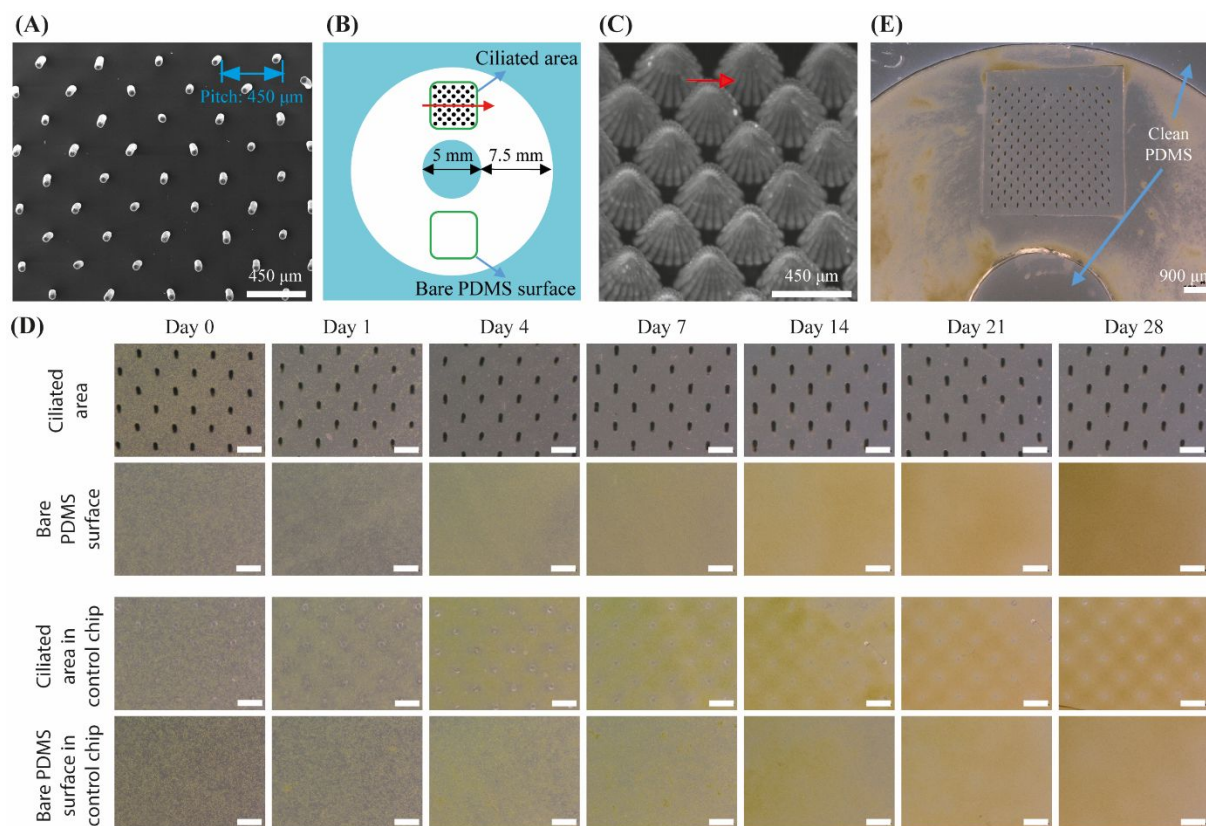 (A)
(B)
(C)
(E)
Pitch: 450 μm
450 μm
Ciliated area
5 mm
7.5 mm
Bare PDMS surface
450 μm
Clean
PDMS
900 μm
(D)
Day 0
Day 1
Day 4
Day 7
Day 14
Day 21
Day 28
Ciliated
area
Bare
PDMS
surface
Ciliated
area in
control chip
Bare PDMS
surface in
control chip